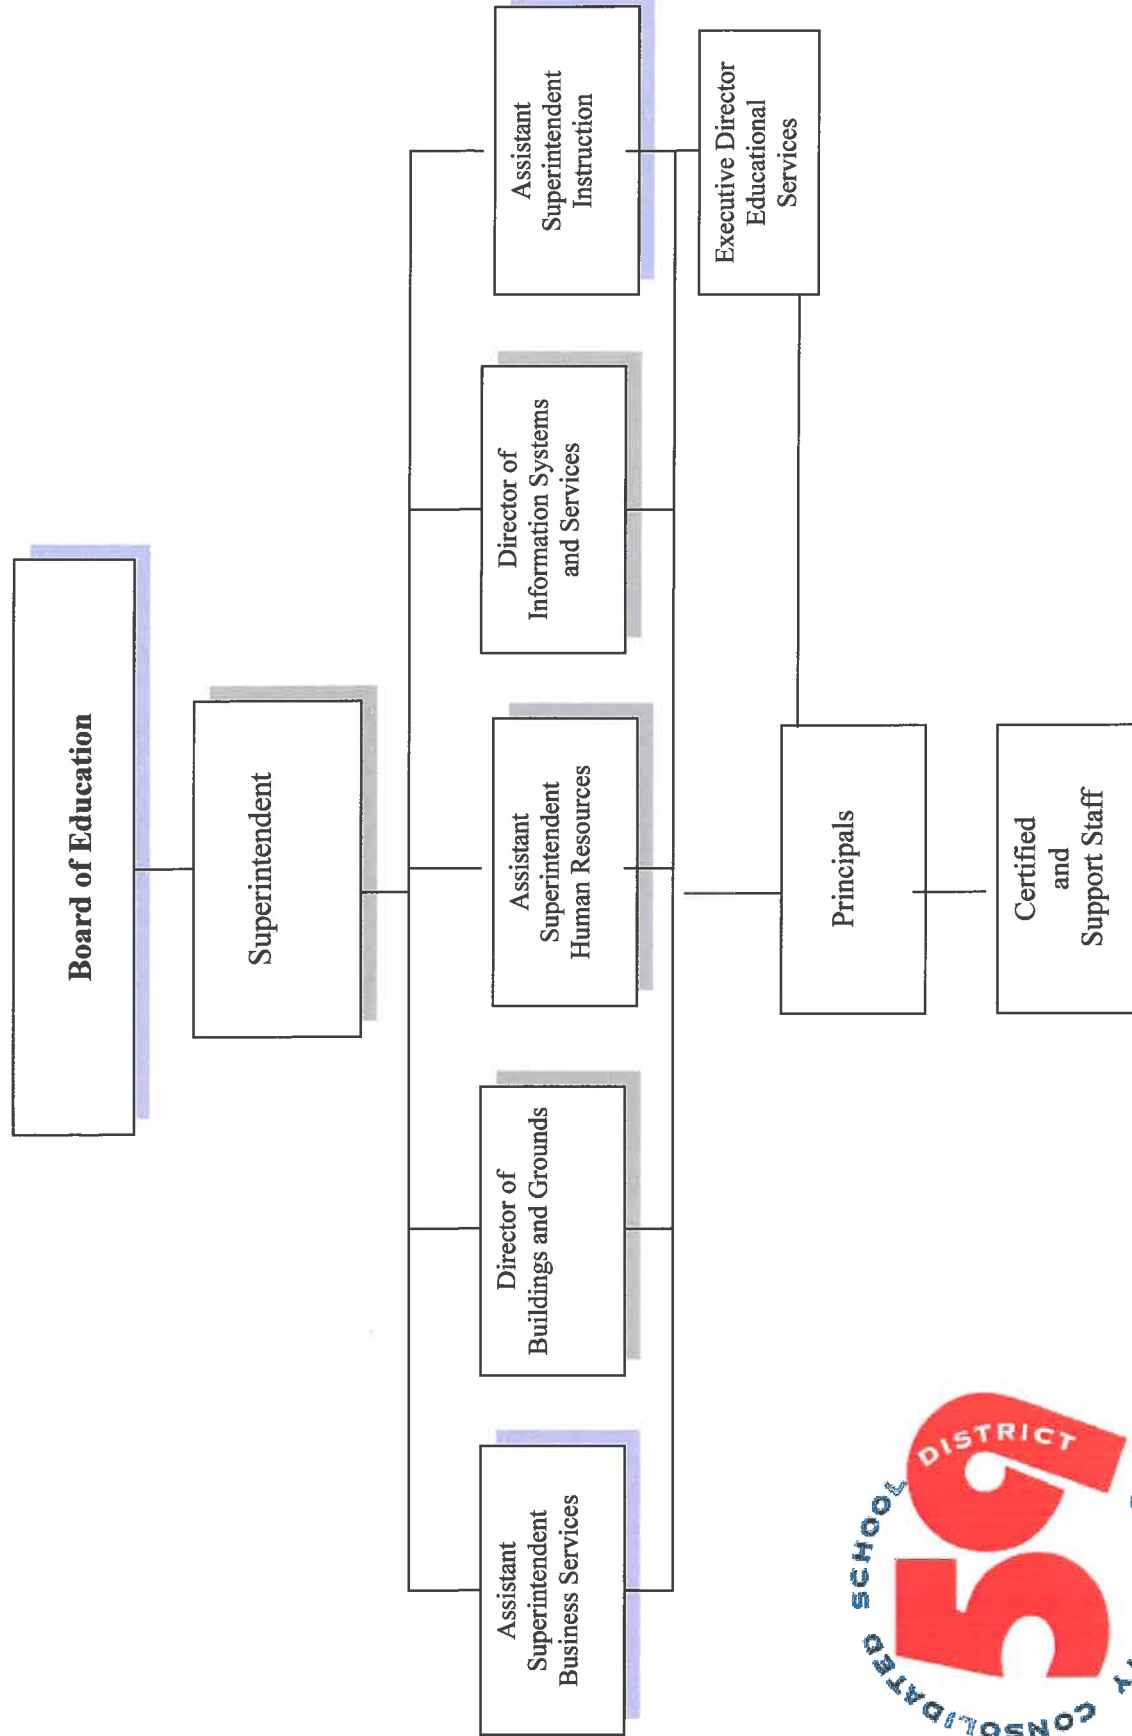 Board of Education
Superintendent
Assistant
Superintendent
Business Services
Director of
Buildings and Grounds
Assistant
Superintendent
Human Resources
Director of
Information Systems
and Services
Assistant
Superintendent
Instruction
Executive Director
Educational
Services
Principals
Certified
and
Support Staff
CONSOLIDATED SCHOOL
59
DISTRICT